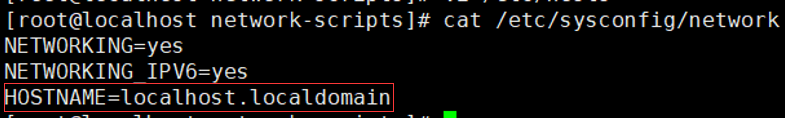 [root@localhost network-scripts]# cat /etc/sysconfig/network
NETWORKING=yes
NETWORKING_IPV6=yes
HOSTNAME=localhost.localdomain